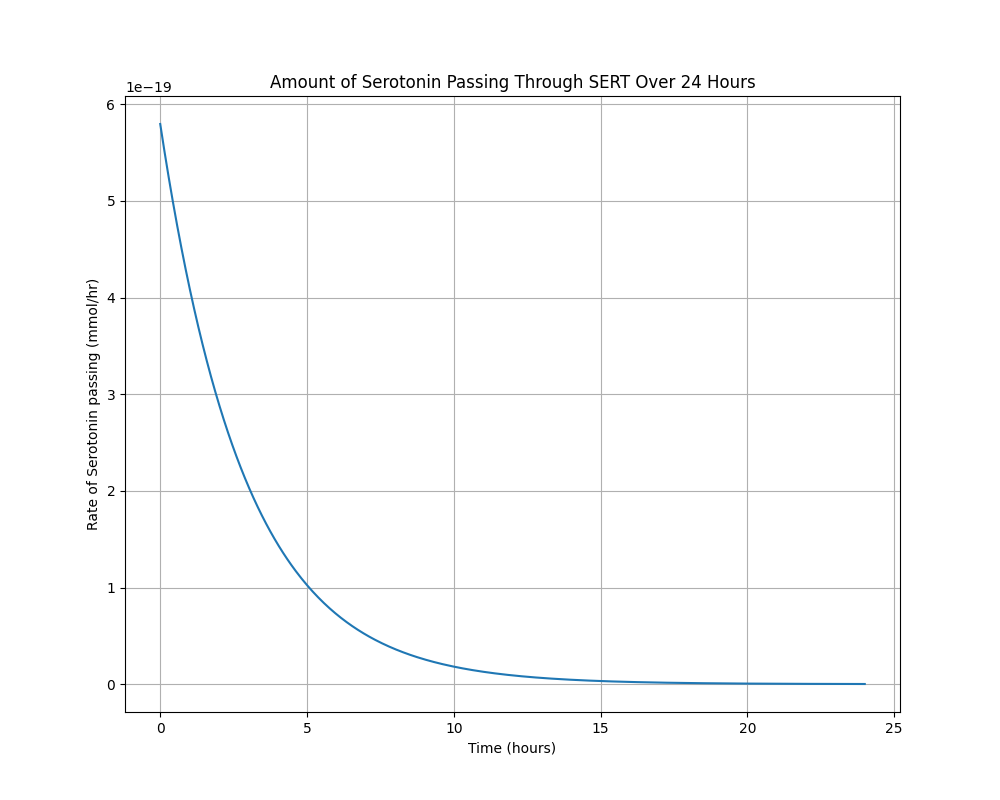 Amount of Serotonin Passing Through SERT Over 24 Hours
1e−19
6
5
4
3
2
1
0
Rate of Serotonin passing (mmol/hr)
0 5 10 15 20 25
Time (hours)